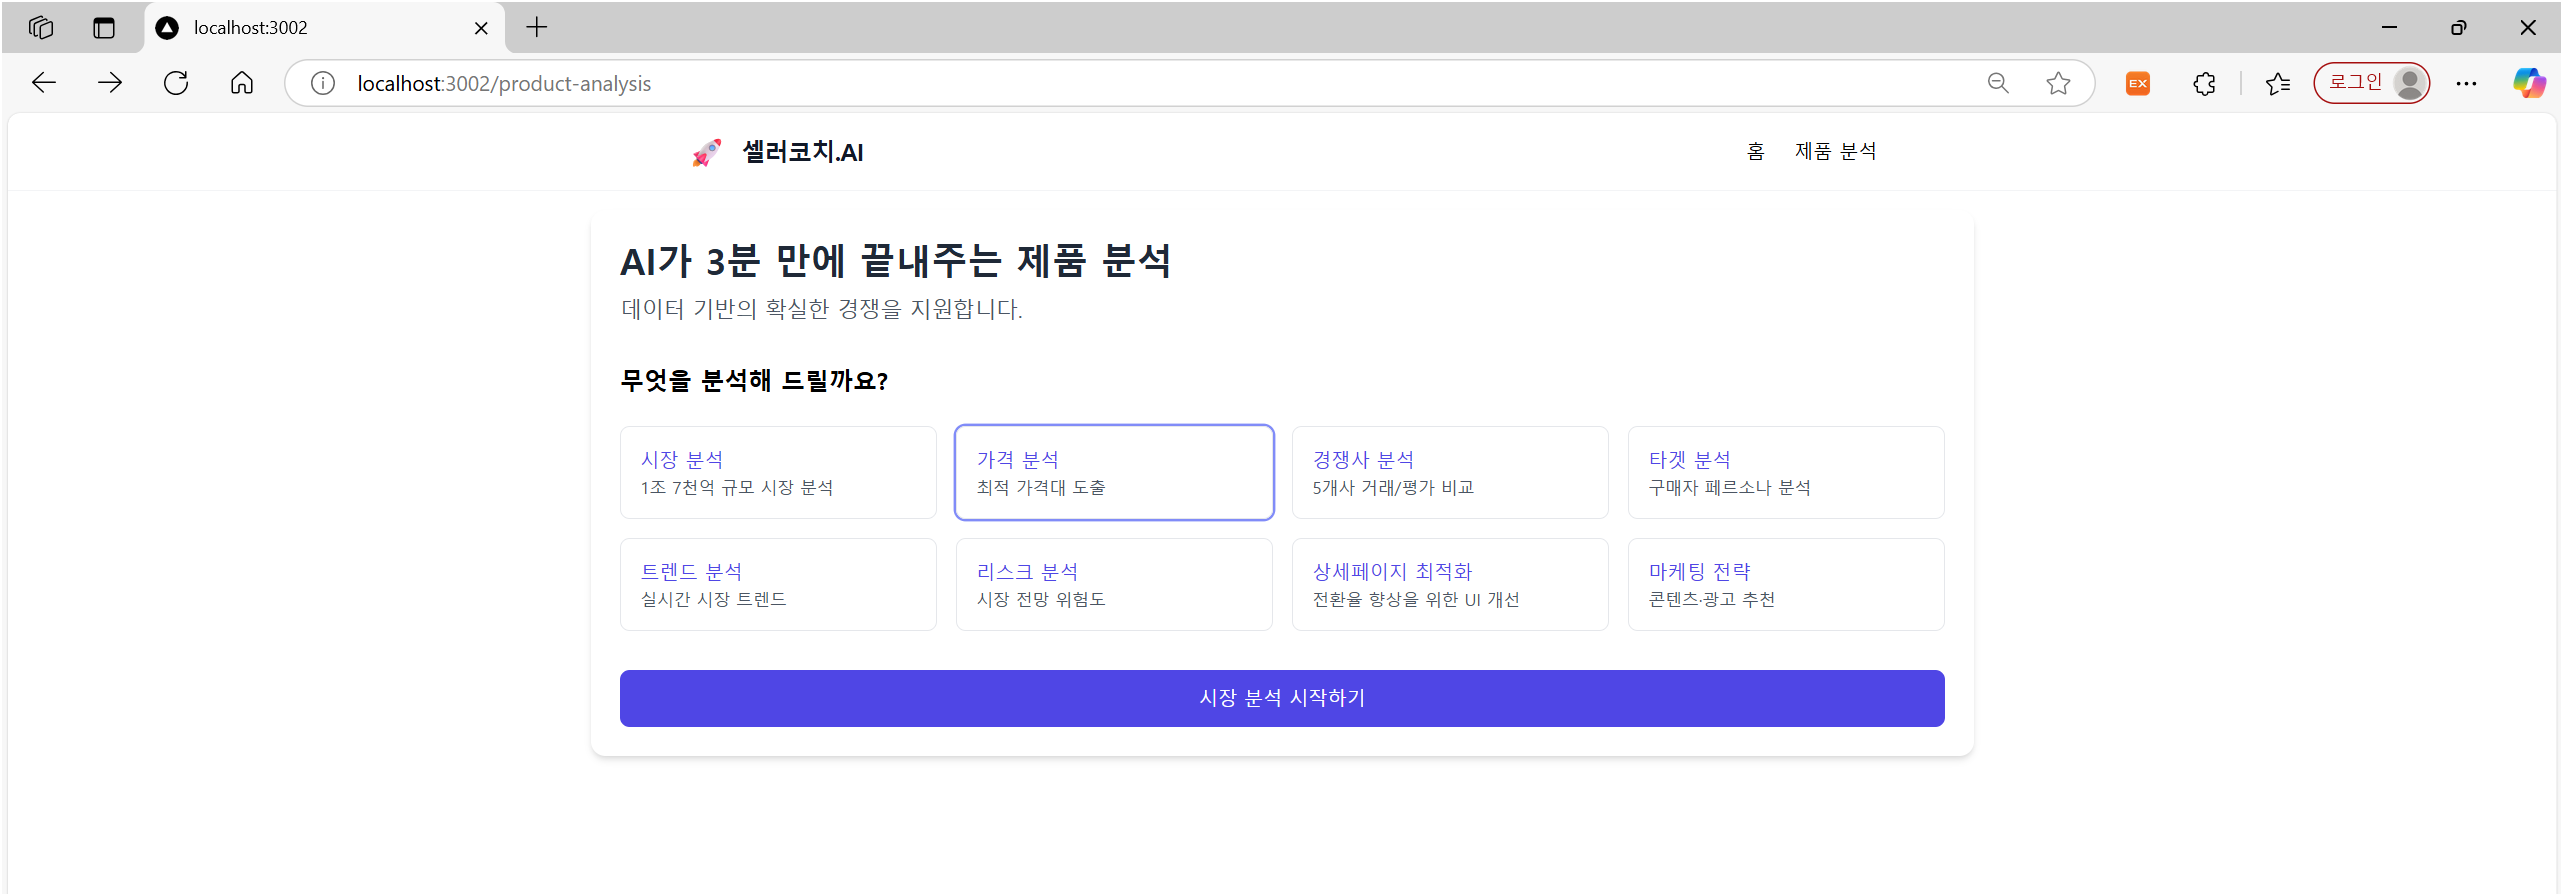 localhost:3002
localhost:3002/product-analysis
EX
로그인
셀러코치.AI
홈
제품 분석
AI가 3분 만에 끝내주는 제품 분석
데이터 기반의 확실한 경쟁을 지원합니다.
무엇을 분석해 드릴까요?
시장 분석
1조 7천억 규모 시장 분석
가격 분석
최적 가격대 도출
경쟁사 분석
5개사 거래/평가 비교
타겟 분석
구매자 페르소나 분석
트렌드 분석
실시간 시장 트렌드
리스크 분석
시장 전망 위험도
상세페이지 최적화
전환율 향상을 위한 UI 개선
마케팅 전략
콘텐츠·광고 추천
시장 분석 시작하기